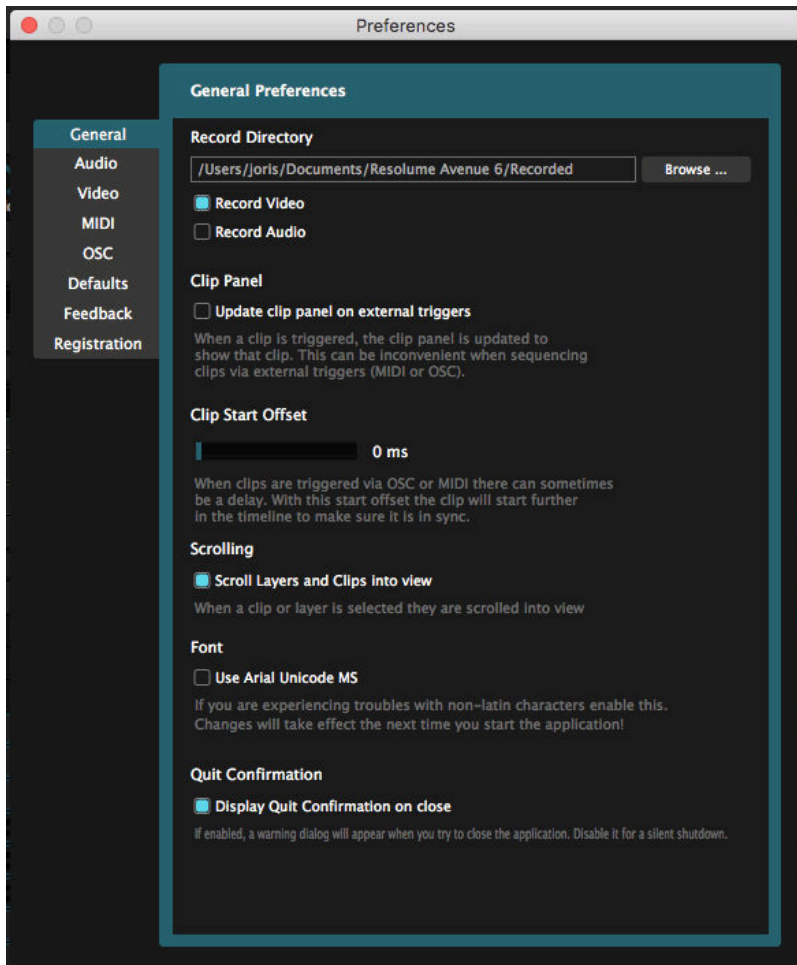 Preferences
General Preferences
General
Audio
Video
MIDI
OSC
Defaults
Feedback
Registration
Record Directory
/Users/joris/Documents/Resolume Avenue 6/Recorded
Browse ...
Record Video
Record Audio
Clip Panel
Update clip panel on external triggers
When a clip is triggered, the clip panel is updated to
show that clip. This can be inconvenient when sequencing
clips via external triggers (MIDI or OSC).
Clip Start Offset
0 ms
When clips are triggered via OSC or MIDI there can sometimes
be a delay. With this start offset the clip will start further
in the timeline to make sure it is in sync.
Scrolling
Scroll Layers and Clips into view
When a clip or layer is selected they are scrolled into view
Font
Use Arial Unicode MS
If you are experiencing troubles with non-latin characters enable this.
Changes will take effect the next time you start the application!
Quit Confirmation
Display Quit Confirmation on close
If enabled, a warning dialog will appear when you try to close the application. Disable it for a silent shutdown.